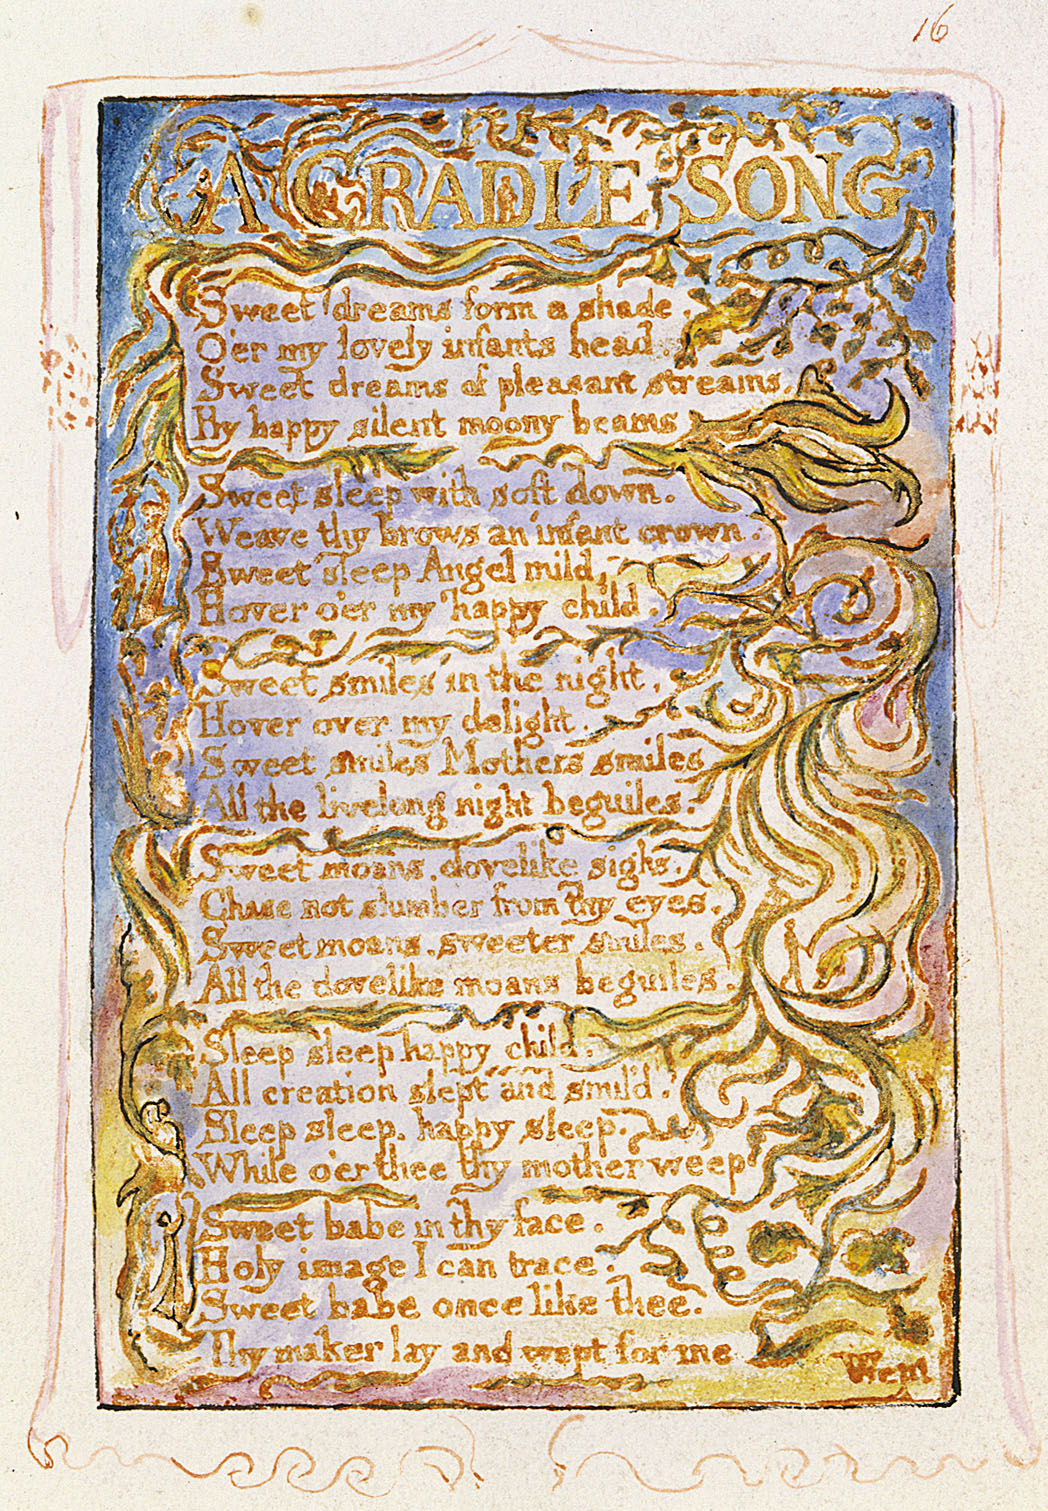 16
A CRADLE SONG
Sweet dreams form a shade,
O'er my lovely infants head.
Sweet dreams of pleasant streams,
By happy silent moony beams
Sweet sleep with soft down.
Weave thy brows an infant crown.
Sweet sleep Angel mild,
Hover o'er my happy child.
Sweet smiles in the night,
Hover over my delight.
Sweet smiles Mothers smiles
All the livelong night beguiles.
Sweet moans, dovelike sighs,
Chase not slumber from thy eyes.
Sweet moans, sweeter smiles.
All the dovelike moans beguiles.
Sleep sleep happy child.
All creation slept and smil'd.
Sleep sleep, happy sleep,
While o'er thee thy mother weep
Sweet babe in thy face,
Holy image I can trace.
Sweet babe once like thee.
Thy maker lay and wept for me
Wept